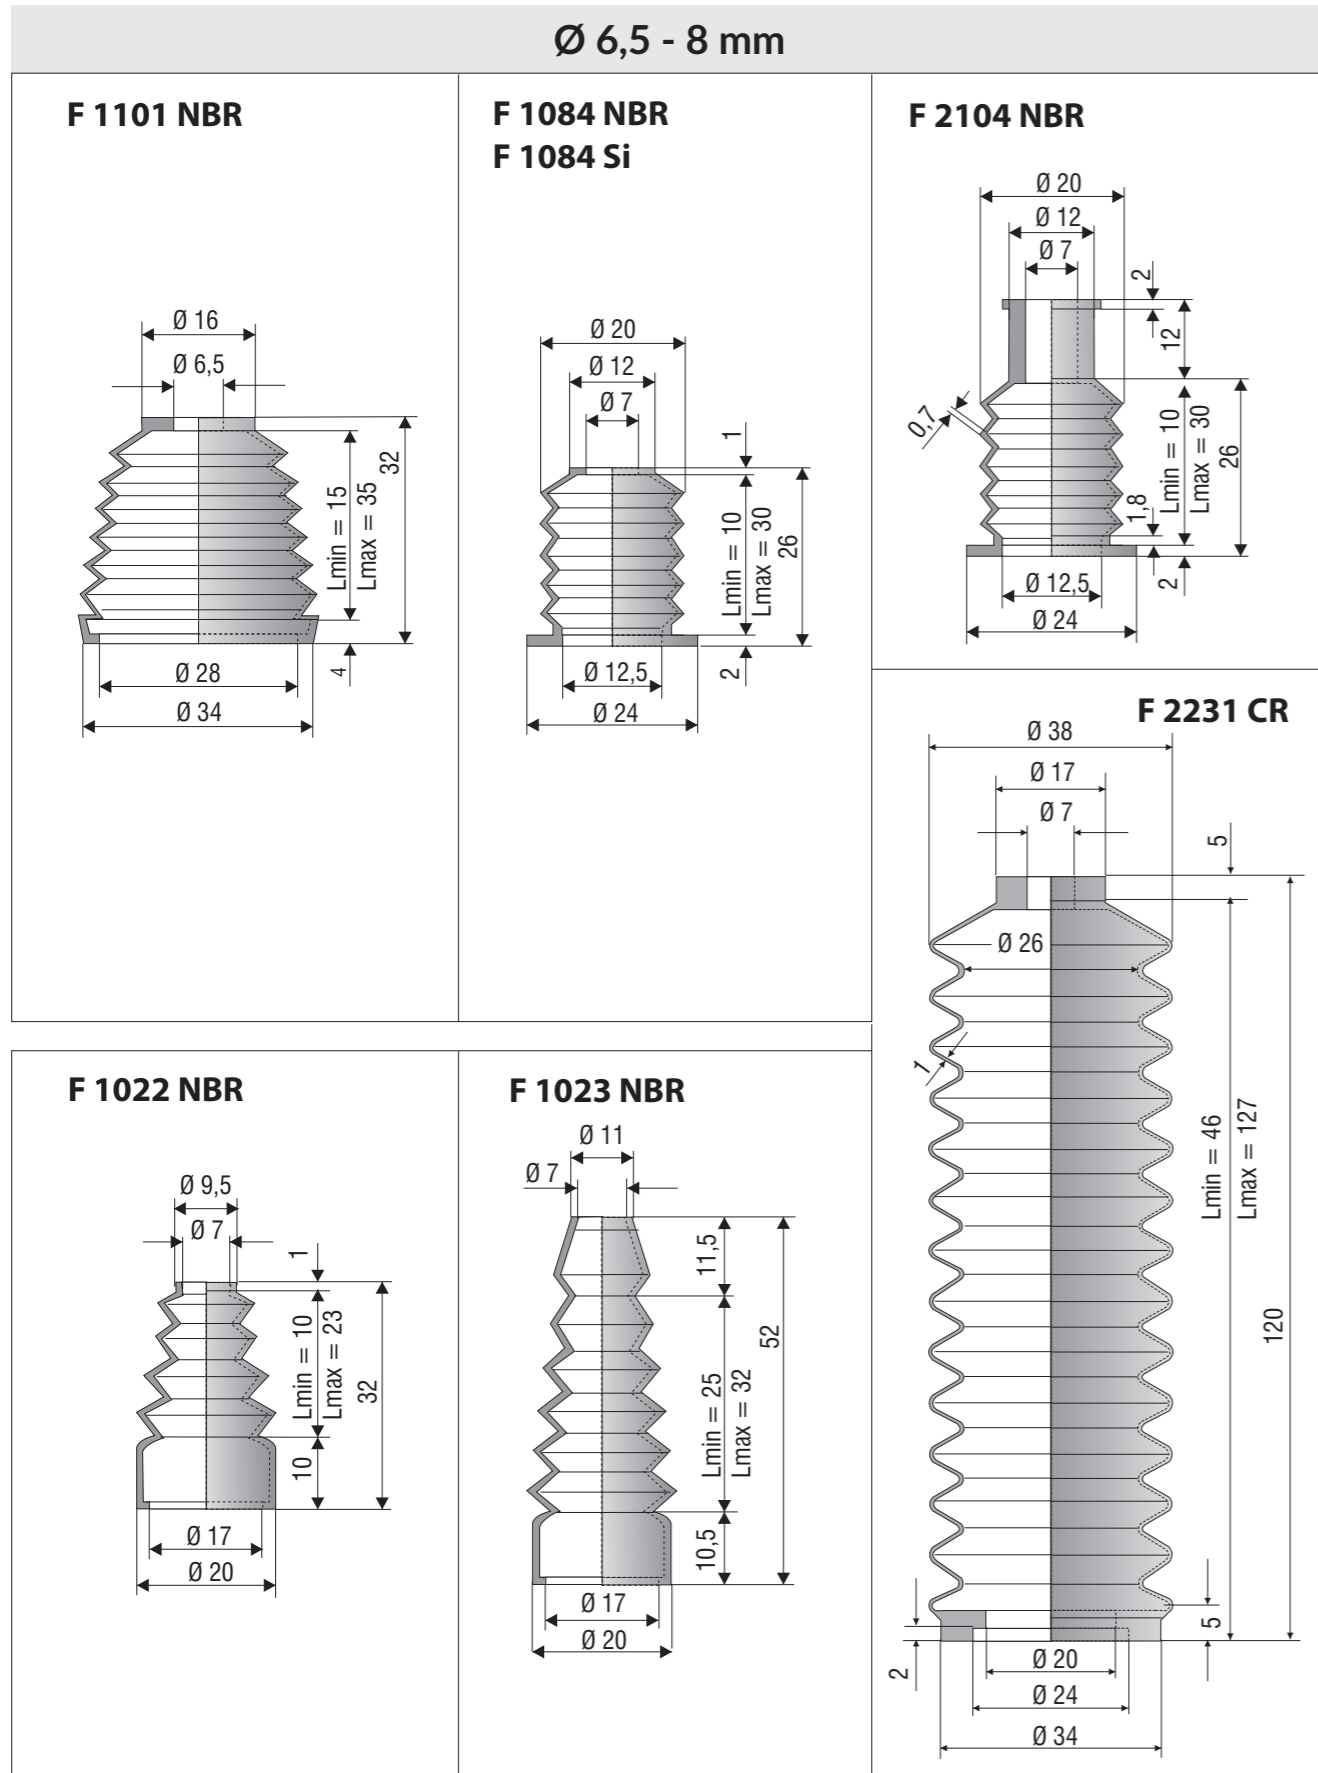 Ø 6,5 - 8 mm
F 1101 NBR
Ø 16
Ø 6,5
32
Lmin = 15
Lmax = 35
4
Ø 28
Ø 34
F 1084 NBR
F 1084 Si
Ø 20
Ø 12
Ø 7
1
Lmin = 10
Lmax = 30
26
2
Ø 12,5
Ø 24
F 2104 NBR
Ø 20
Ø 12
Ø 7
2
12
0,7
Lmin = 10
Lmax = 30
26
1,8
2
Ø 12,5
Ø 24
F 2231 CR
Ø 38
Ø 17
Ø 7
5
Ø 26
1
Lmin = 46
Lmax = 127
120
5
2
Ø 20
Ø 24
Ø 34
F 1022 NBR
Ø 9,5
Ø 7
1
Lmin = 10
Lmax = 23
32
10
Ø 17
Ø 20
F 1023 NBR
Ø 11
Ø 7
11,5
52
Lmin = 25
Lmax = 32
10,5
Ø 17
Ø 20